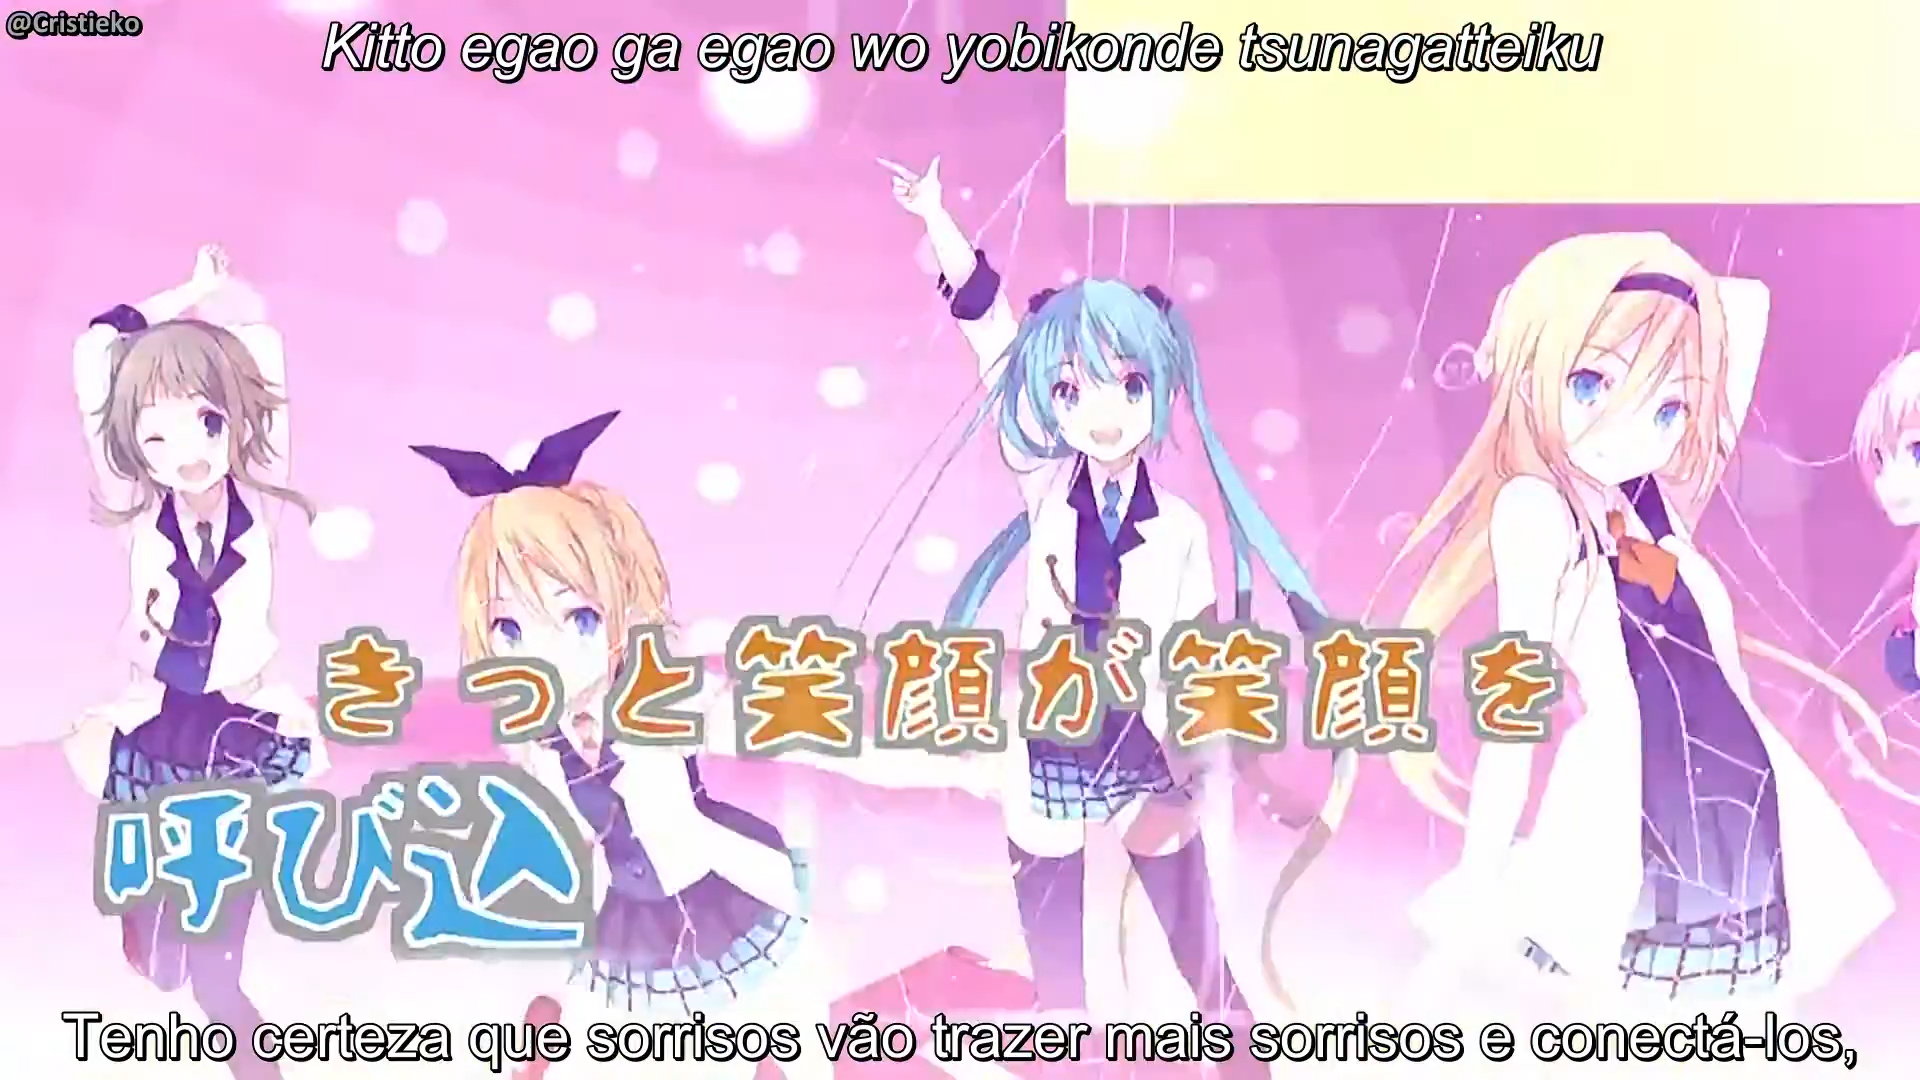 @Cristieko
Kitto egao ga egao wo yobikonde tsunagatteiku
きっと笑顔が笑顔を
呼び込
Tenho certeza que sorrisos vão trazer mais sorrisos e conectá-los,